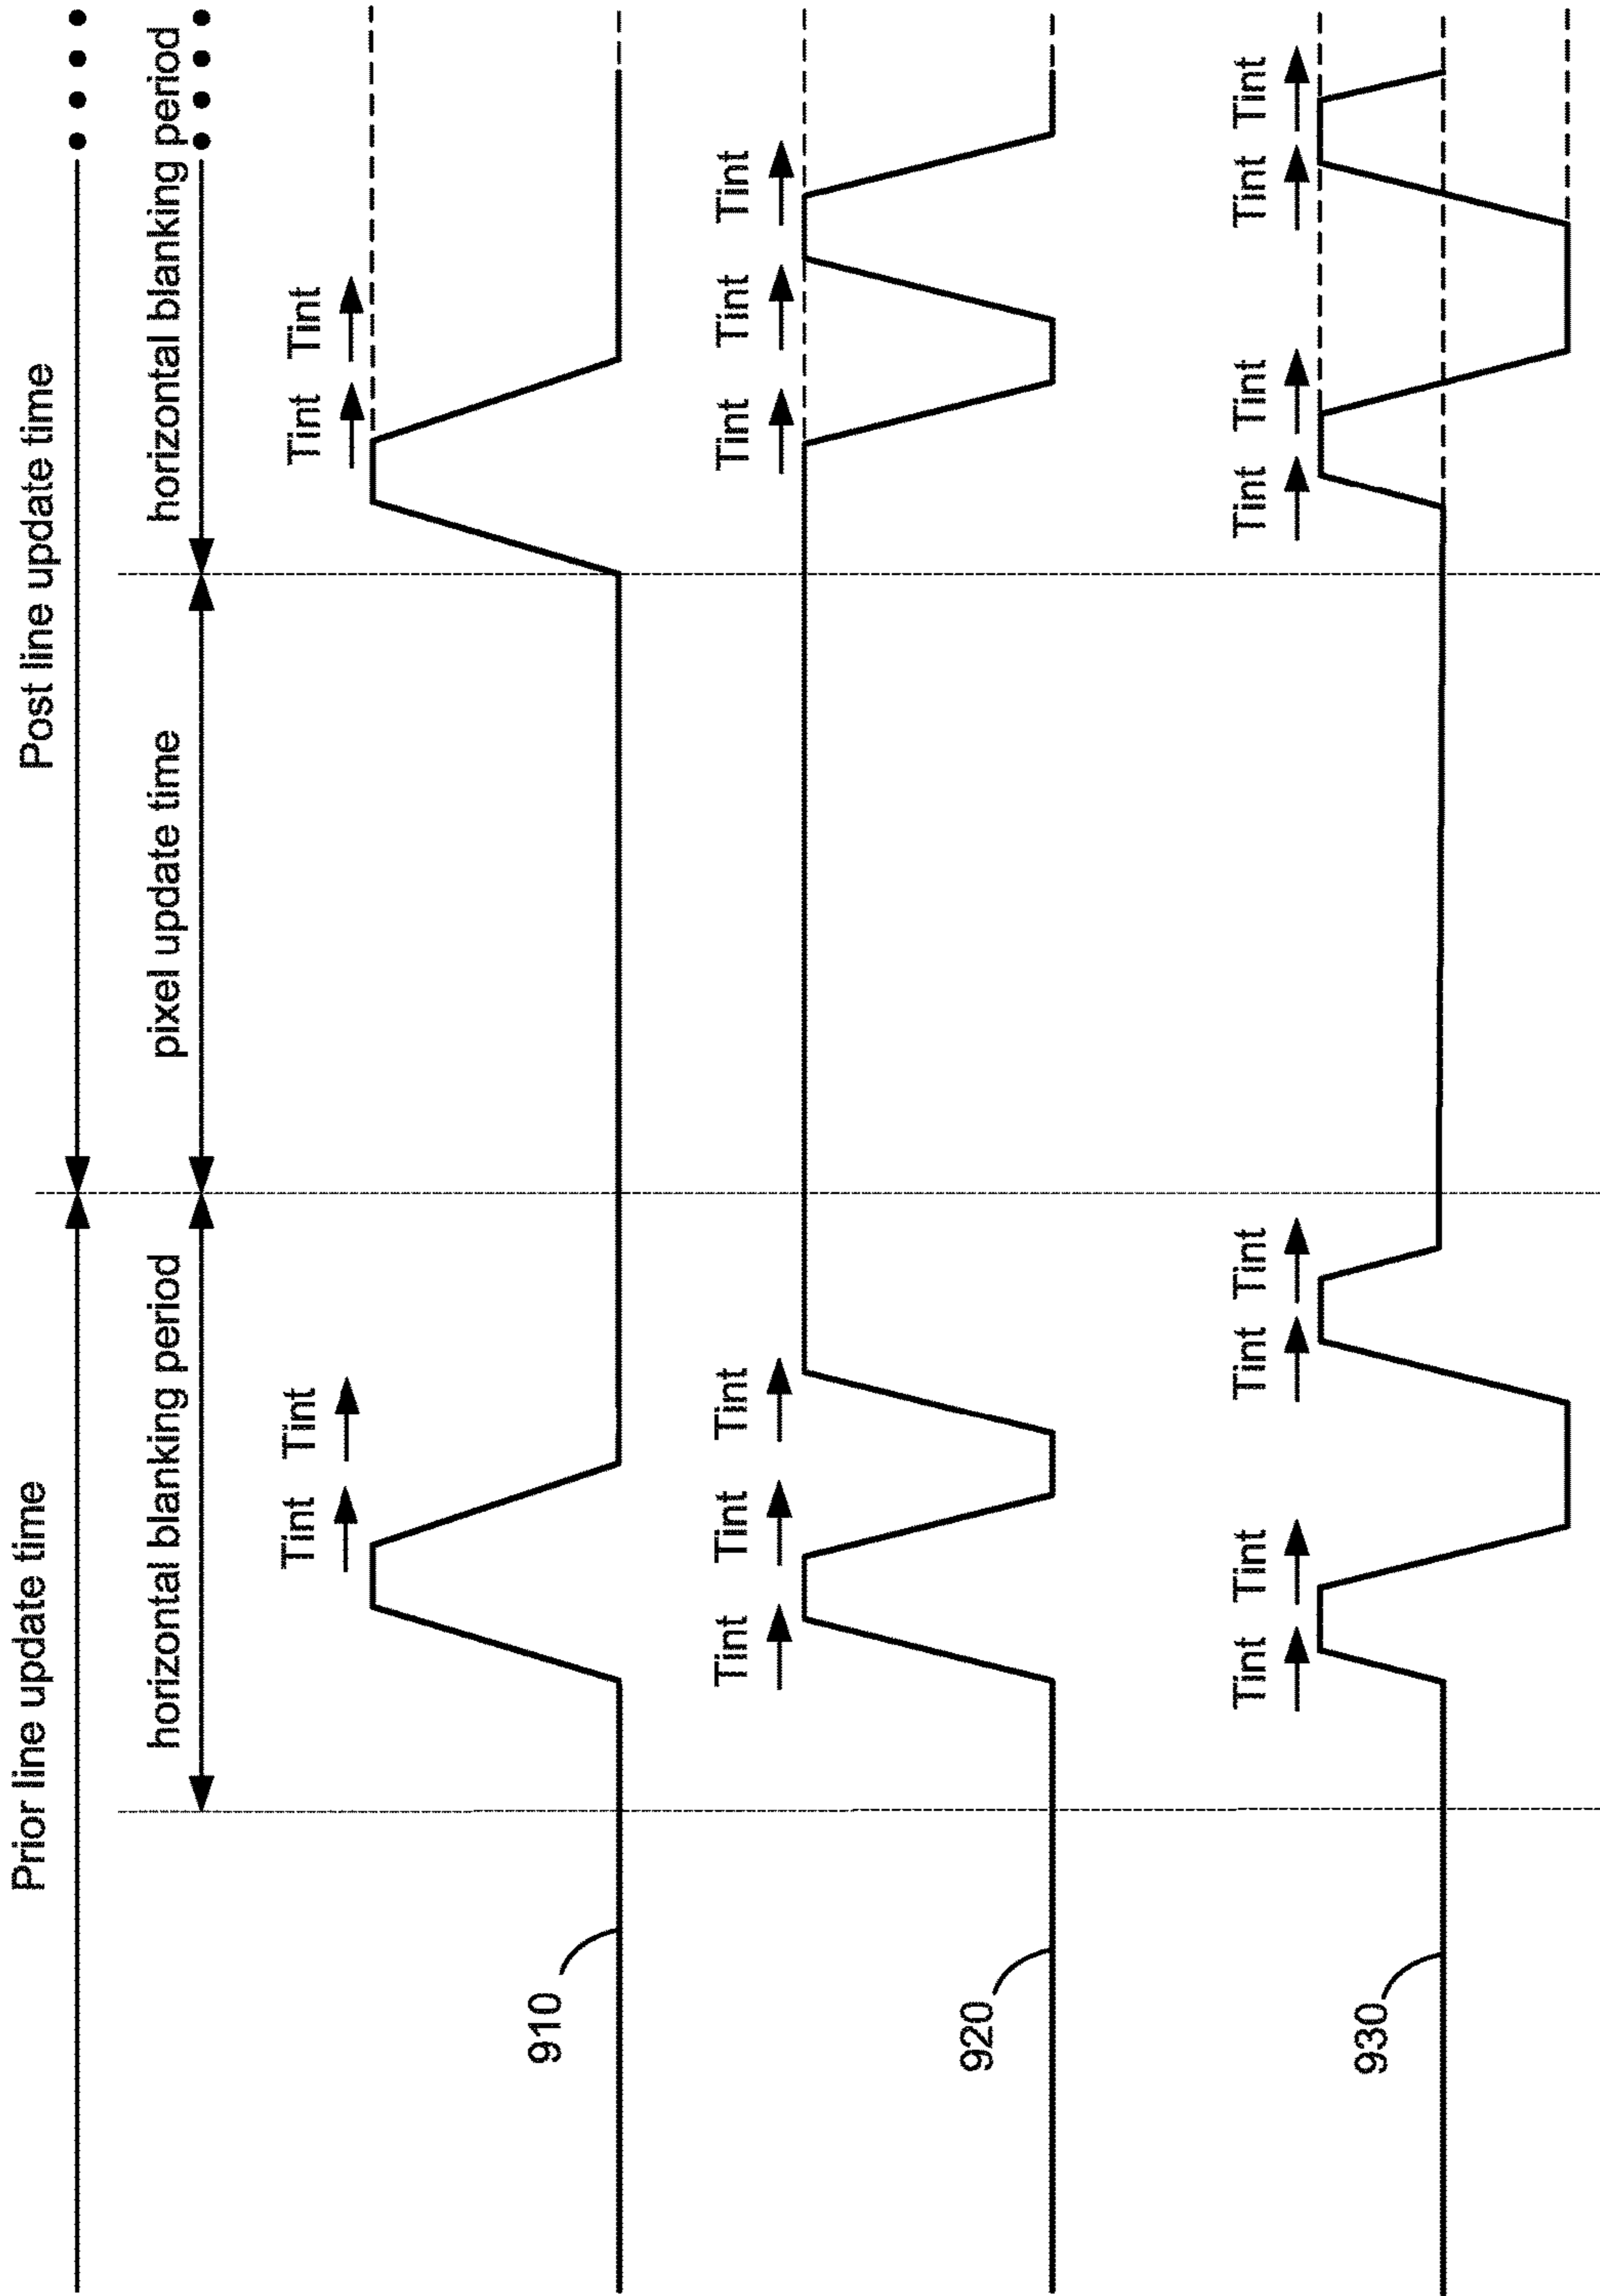 Prior line update time
Post line update time
horizontal blanking period
pixel update time
horizontal blanking period
Tint Tint
Tint Tint
910
Tint Tint Tint
Tint Tint Tint
920
Tint Tint Tint Tint
Tint Tint Tint Tint
930